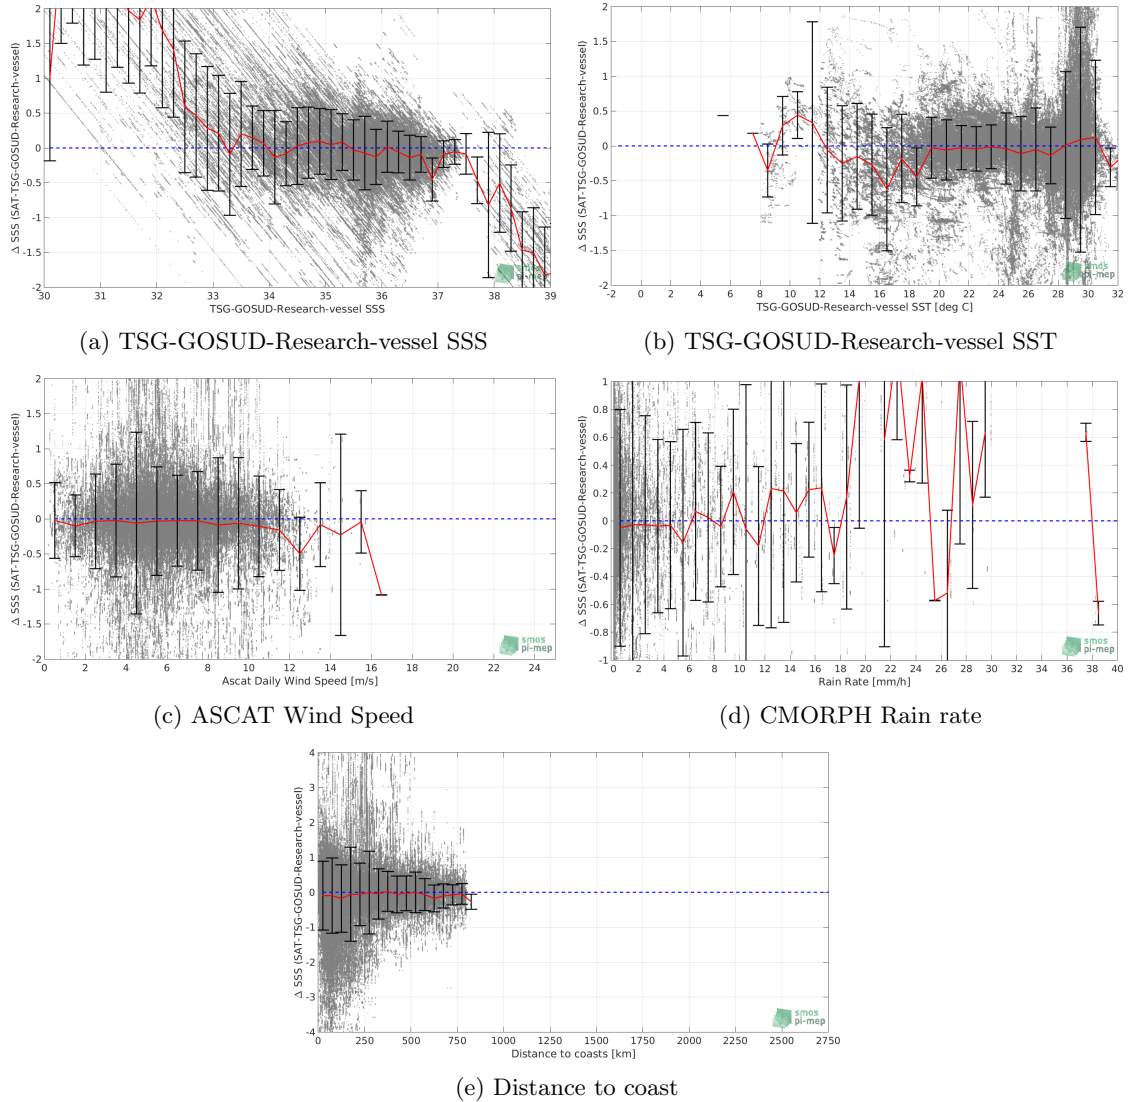 Δ SSS (SAT-TSG-GOSUD-Research-vessel)
2
1.5
1
0.5
0
-0.5
-1
-1.5
-2
30 31 32 33 34 35 36 37 38 39
TSG-GOSUD-Research-vessel SSS
smos
pi-mep
(a) TSG-GOSUD-Research-vessel SSS
Δ SSS (SAT-TSG-GOSUD-Research-vessel)
2
1.5
1
0.5
0
-0.5
-1
-1.5
-2
-2 0 2 4 6 8 10 12 14 16 18 20 22 24 26 28 30 32
TSG-GOSUD-Research-vessel SST [deg C]
smos
pi-mep
(b) TSG-GOSUD-Research-vessel SST
Δ SSS (SAT-TSG-GOSUD-Research-vessel)
2
1.5
1
0.5
0
-0.5
-1
-1.5
-2
0 2 4 6 8 10 12 14 16 18 20 22 24
Ascat Daily Wind Speed [m/s]
smos
pi-mep
(c) ASCAT Wind Speed
Δ SSS (SAT-TSG-GOSUD-Research-vessel)
1
0.8
0.6
0.4
0.2
0
-0.2
-0.4
-0.6
-0.8
-1
0 2 4 6 8 10 12 14 16 18 20 22 24 26 28 30 32 34 36 38 40
Rain Rate [mm/h]
smos
pi-mep
(d) CMORPH Rain rate
Δ SSS (SAT-TSG-GOSUD-Research-vessel)
4
3
2
1
0
-1
-2
-3
-4
0 250 500 750 1000 1250 1500 1750 2000 2250 2500 2750
Distance to coasts [km]
smos
pi-mep
(e) Distance to coast